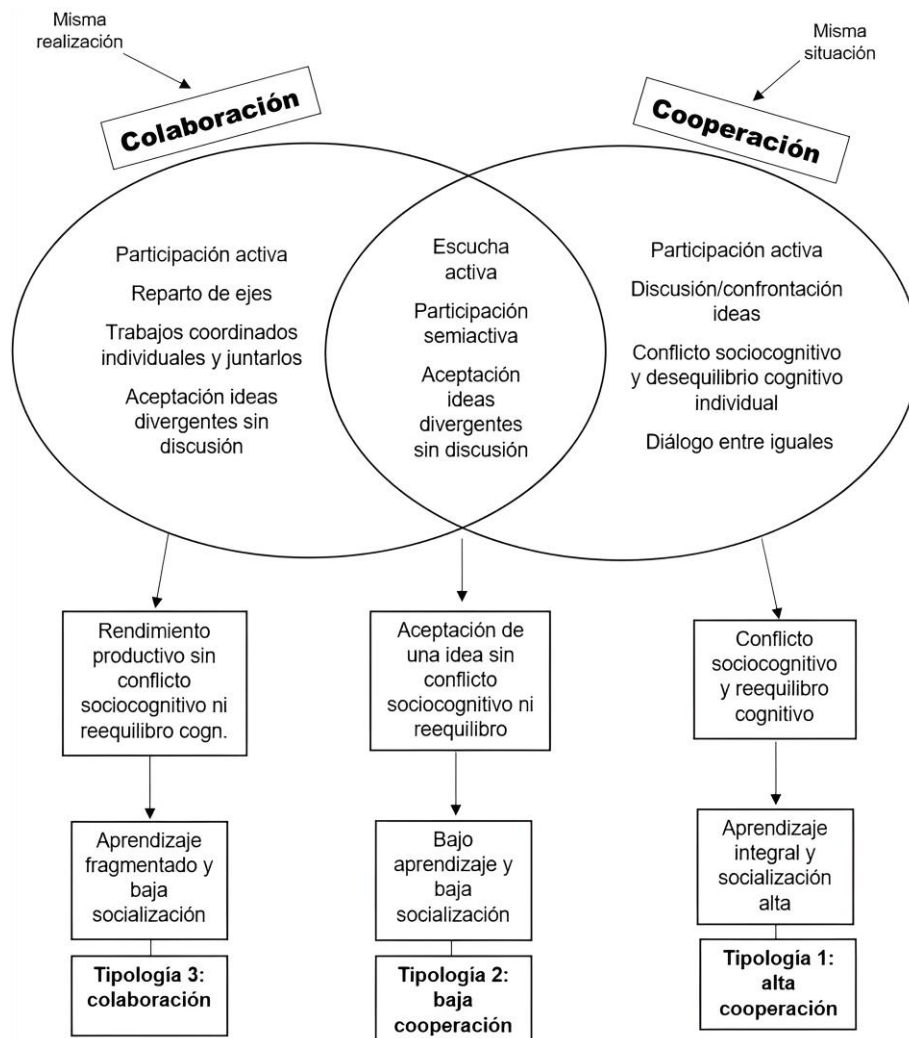 Misma
realización
Misma
situación
Colaboración
Cooperación
Participación activa
Reparto de ejes
Trabajos coordinados
individuales y juntarlos
Aceptación ideas
divergentes sin
discusión
Escucha
activa
Participación
semiactiva
Aceptación
ideas
divergentes
sin discusión
Participación activa
Discusión/confrontación
ideas
Conflicto sociocognitivo
y desequilibrio cognitivo
individual
Diálogo entre iguales
Rendimiento
productivo sin
conflicto
sociocognitivo ni
reequilibro cogn.
Aceptación de
una idea sin
conflicto
sociocognitivo ni
reequilibro
Conflicto
sociocognitivo
y reequilibro
cognitivo
Aprendizaje
fragmentado y
baja
socialización
Bajo
aprendizaje y
baja
socialización
Aprendizaje
integral y
socialización
alta
Tipología 3:
colaboración
Tipología 2:
baja
cooperación
Tipología 1:
alta
cooperación